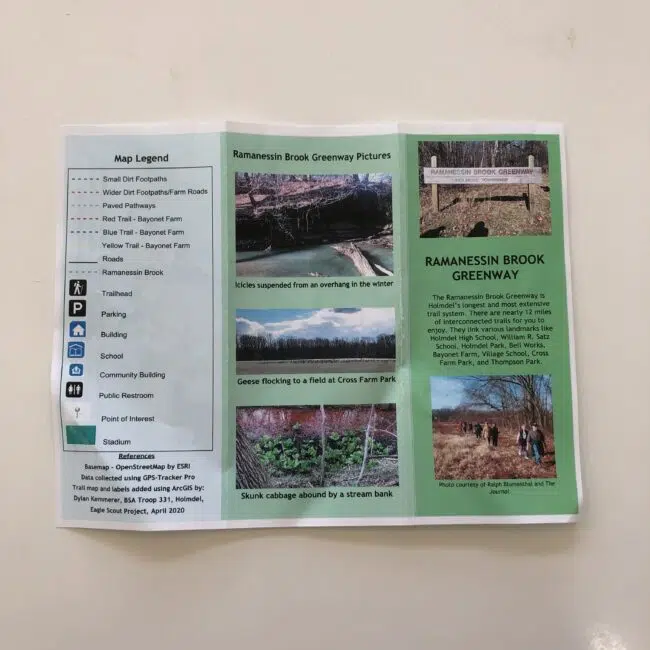 Map Legend
Small Dirt Footpaths
Wider Dirt Footpaths/Farm Roads
Paved Pathways
Red Trail - Bayonet Farm
Blue Trail - Bayonet Farm
Yellow Trail - Bayonet Farm
Roads
Ramanessin Brook
Trailhead
P
Parking
Building
School
Community Building
Public Restroom
Point of Interest
Stadium
References
Basemap - OpenStreetMap by ESRI
Data collected using GPS-Tracker Pro
Trail map and labels added using ArcGIS by:
Dylan Kammerer, BSA Troop 331, Holmdel,
Eagle Scout Project, April 2020
Ramanessin Brook Greenway Pictures
Icicles suspended from an overhang in the winter
Geese flocking to a field at Cross Farm Park
Skunk cabbage abound by a stream bank
RAMANESSIN BROOK GREENWAY
RAMANESSIN BROOK
GREENWAY
The Ramanessin Brook Greenway is
Holmdel's longest and most extensive
trail system. There are nearly 12 miles
of interconnected trails for you to
enjoy. They link various landmarks like
Holmdel High School, William R. Satz
School, Holmdel Park, Bell Works,
Bayonet Farm, Village School, Cross
Farm Park, and Thompson Park.
Photo courtesy of Ralph Blumenthal and The
Journal